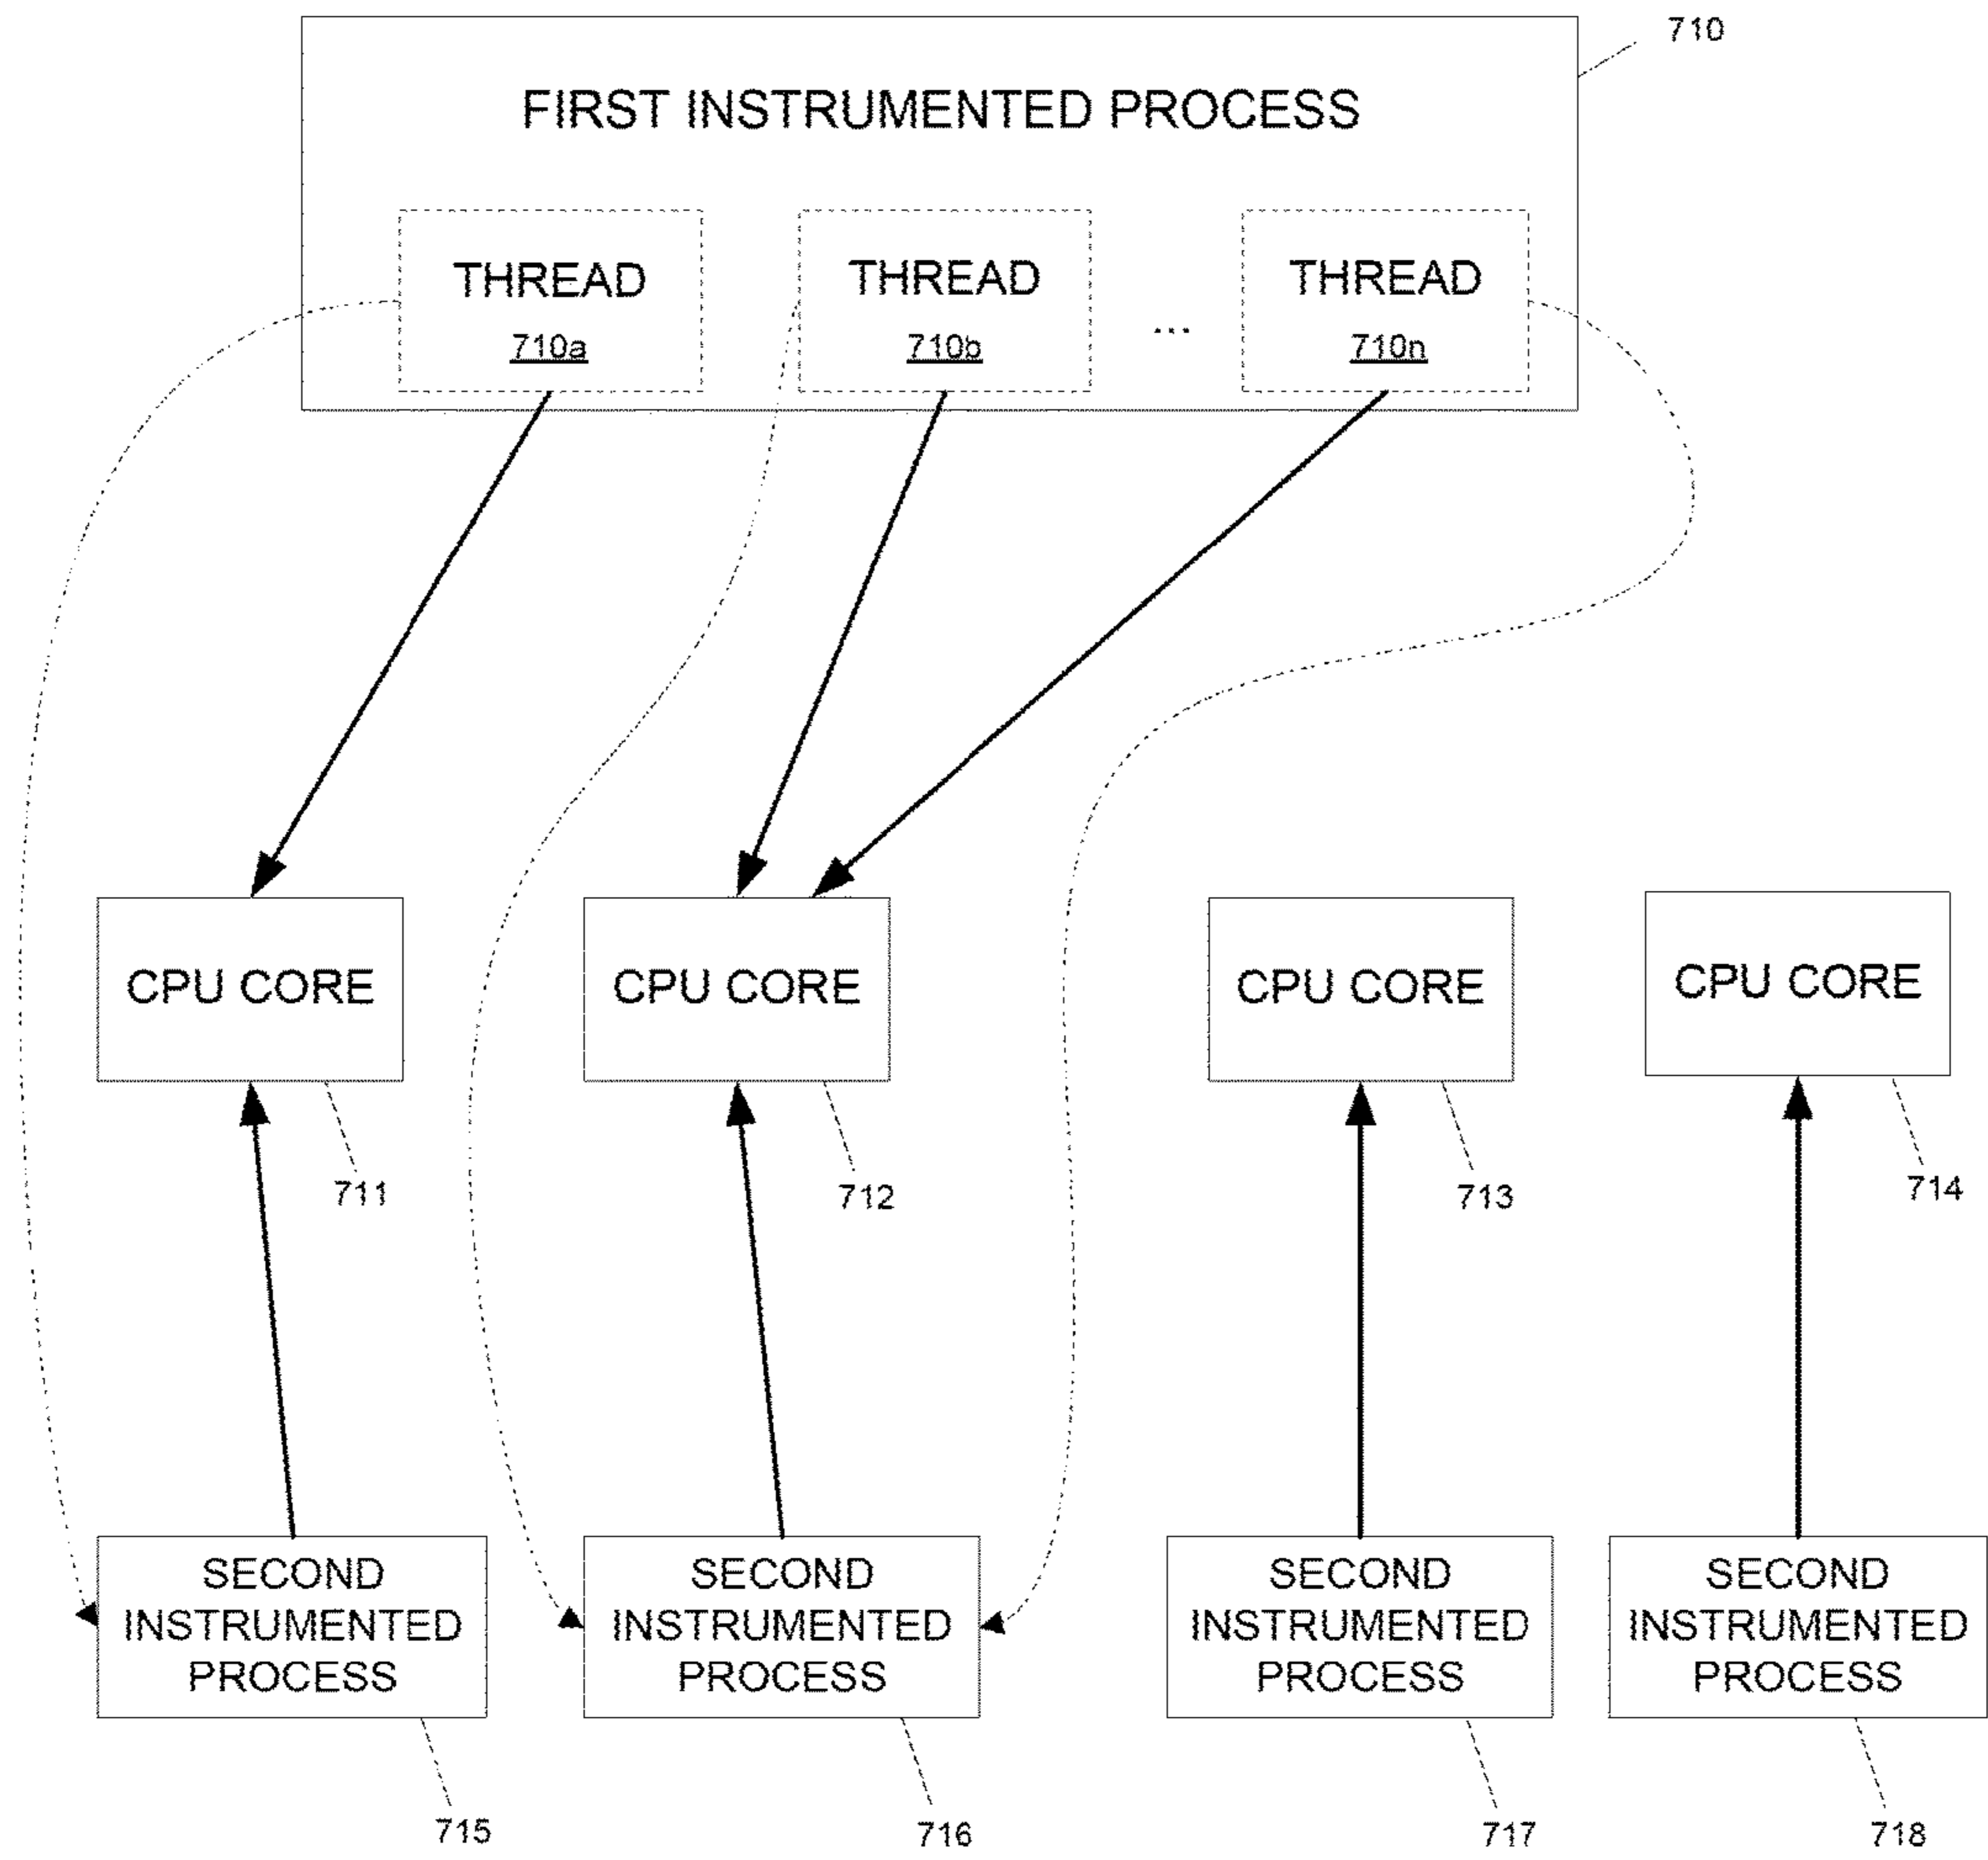 710
FIRST INSTRUMENTED PROCESS
THREAD
710a
THREAD
710b
...
THREAD
710n
CPU CORE
CPU CORE
CPU CORE
CPU CORE
711
712
713
714
SECOND
INSTRUMENTED
PROCESS
SECOND
INSTRUMENTED
PROCESS
SECOND
INSTRUMENTED
PROCESS
SECOND
INSTRUMENTED
PROCESS
715
716
717
718